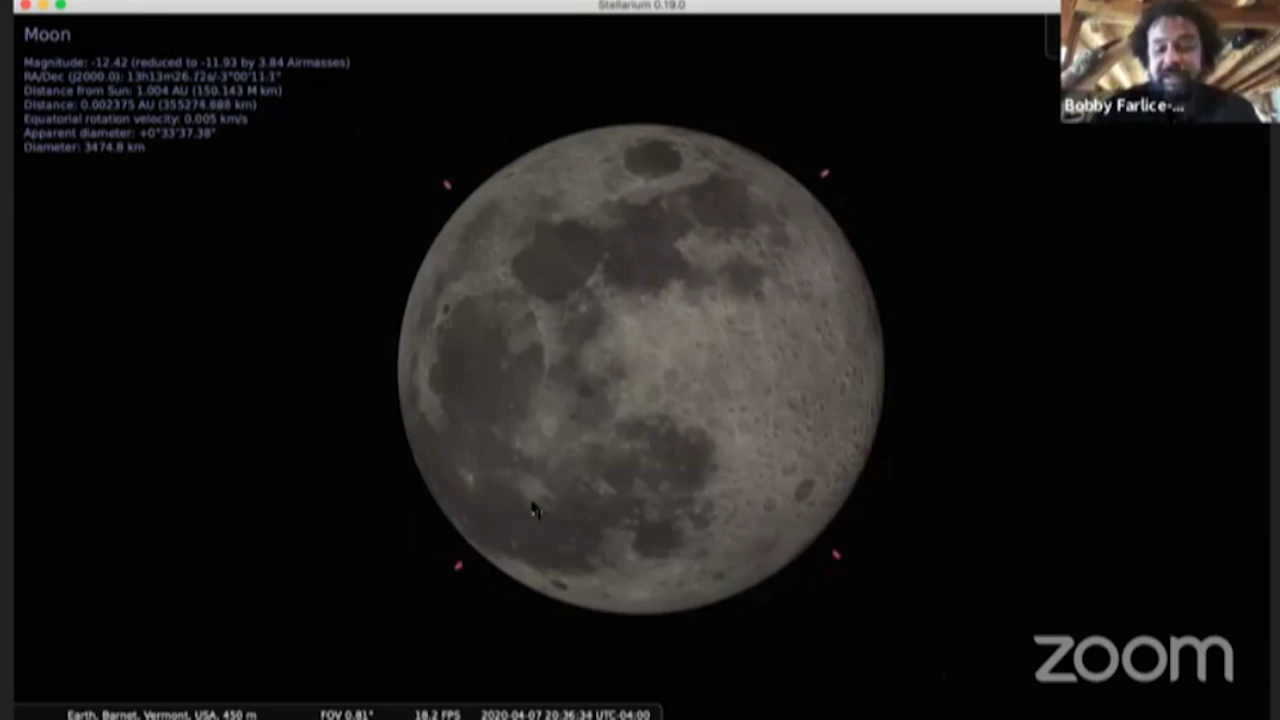 Stellarium 0.19.0
Moon
Magnitude: -12.42 (reduced to -11.93 by 3.84 Airmasses)
RA/Dec (J2000.0): 13h13m26.72s/-3°00'11.1"
Distance from Sun: 1.004 AU (150.143 M km)
Distance: 0.002375 AU (355274.688 km)
Equatorial rotation velocity: 0.005 km/s
Apparent diameter: +0°33'37.38"
Diameter: 3474.8 km
Bobby Farlice-...
zoom
Earth, Barnet, Vermont, USA, 450 m FOV 0.81° 18.2 FPS 2020-04-07 20:36:34 UTC-04:00